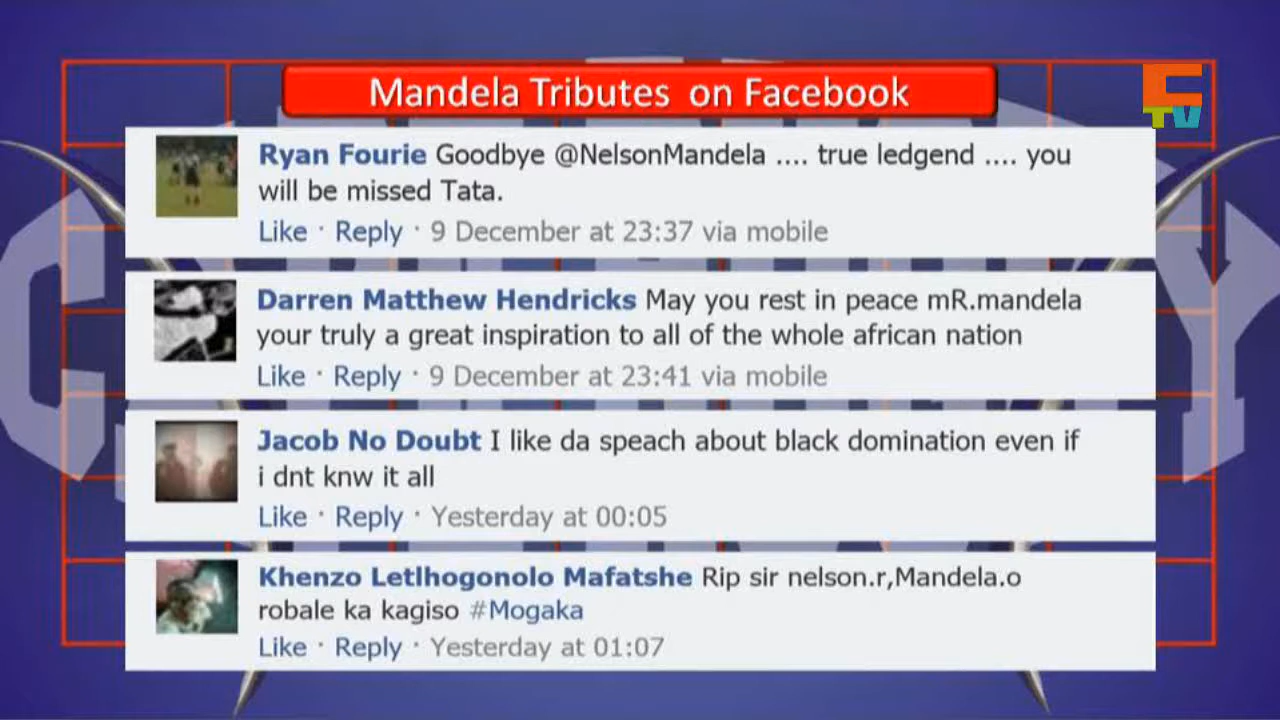 Mandela Tributes on Facebook
CTV
Ryan Fourie Goodbye @NelsonMandela .... true ledgend .... you
will be missed Tata.
Like · Reply · 9 December at 23:37 via mobile
Darren Matthew Hendricks May you rest in peace mR.mandela
your truly a great inspiration to all of the whole african nation
Like · Reply · 9 December at 23:41 via mobile
Jacob No Doubt I like da speach about black domination even if
i dnt knw it all
Like · Reply · Yesterday at 00:05
Khenzo Letlhogonolo Mafatshe Rip sir nelson.r,Mandela.o
robale ka kagiso #Mogaka
Like · Reply · Yesterday at 01:07